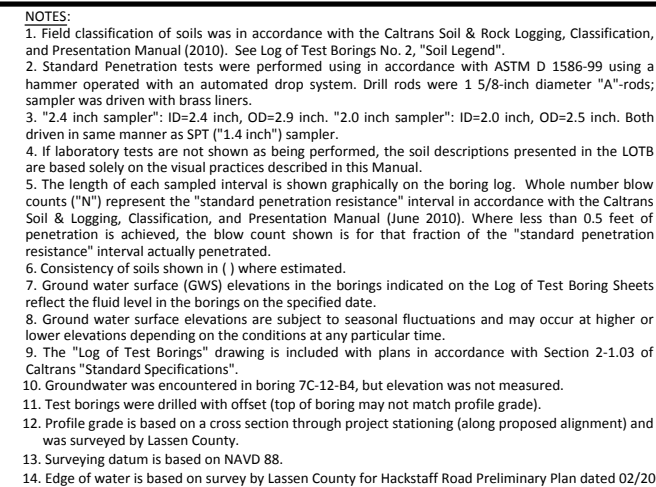 NOTES:
1. Field classification of soils was in accordance with the Caltrans Soil & Rock Logging, Classification,
and Presentation Manual (2010). See Log of Test Borings No. 2, "Soil Legend".
2. Standard Penetration tests were performed using in accordance with ASTM D 1586-99 using a
hammer operated with an automated drop system. Drill rods were 1 5/8-inch diameter "A"-rods;
sampler was driven with brass liners.
3. "2.4 inch sampler": ID=2.4 inch, OD=2.9 inch. "2.0 inch sampler": ID=2.0 inch, OD=2.5 inch. Both
driven in same manner as SPT ("1.4 inch") sampler.
4. If laboratory tests are not shown as being performed, the soil descriptions presented in the LOTB
are based solely on the visual practices described in this Manual.
5. The length of each sampled interval is shown graphically on the boring log. Whole number blow
counts ("N") represent the "standard penetration resistance" interval in accordance with the Caltrans
Soil & Logging, Classification, and Presentation Manual (June 2010). Where less than 0.5 feet of
penetration is achieved, the blow count shown is for that fraction of the "standard penetration
resistance" interval actually penetrated.
6. Consistency of soils shown in ( ) where estimated.
7. Ground water surface (GWS) elevations in the borings indicated on the Log of Test Boring Sheets
reflect the fluid level in the borings on the specified date.
8. Ground water surface elevations are subject to seasonal fluctuations and may occur at higher or
lower elevations depending on the conditions at any particular time.
9. The "Log of Test Borings" drawing is included with plans in accordance with Section 2-1.03 of
Caltrans "Standard Specifications".
10. Groundwater was encountered in boring 7C-12-B4, but elevation was not measured.
11. Test borings were drilled with offset (top of boring may not match profile grade).
12. Profile grade is based on a cross section through project stationing (along proposed alignment) and
was surveyed by Lassen County.
13. Surveying datum is based on NAVD 88.
14. Edge of water is based on survey by Lassen County for Hackstaff Road Preliminary Plan dated 02/20